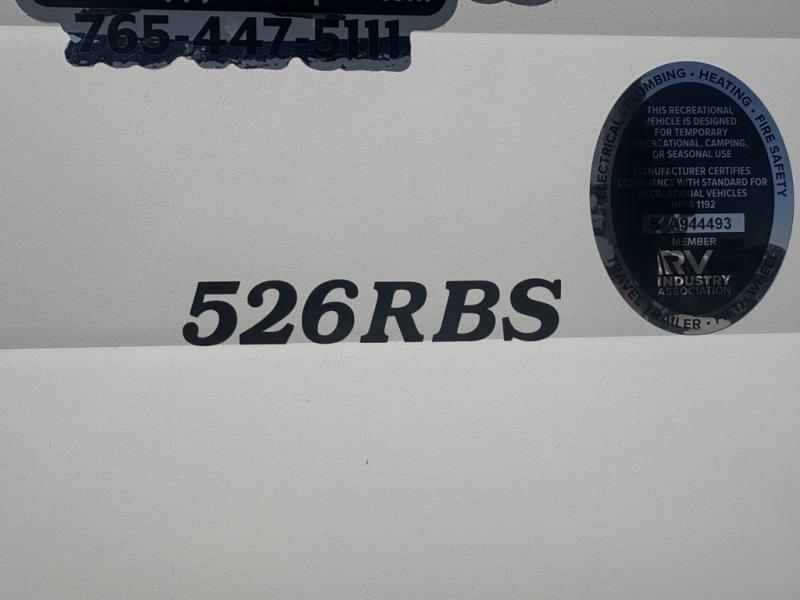 765-447-5111
ELECTRICAL • PLUMBING • HEATING • FIRE SAFETY
THIS RECREATIONAL
VEHICLE IS DESIGNED
FOR TEMPORARY
RECREATIONAL, CAMPING,
OR SEASONAL USE
MANUFACTURER CERTIFIES
COMPLIANCE WITH STANDARD FOR
RECREATIONAL VEHICLES
NFPA 1192
A944493
MEMBER
RV
INDUSTRY
ASSOCIATION
TRAVEL TRAILER • FIFTH WHEEL
526RBS